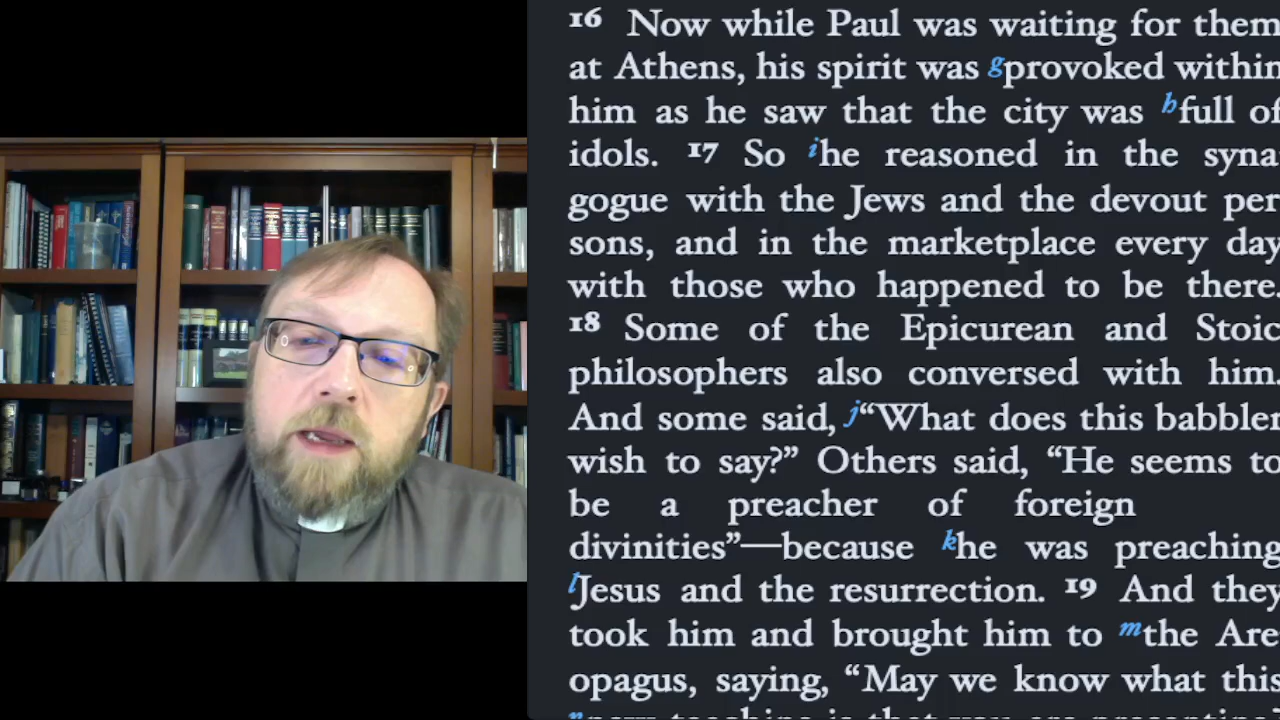 16 Now while Paul was waiting for them
at Athens, his spirit was gprovoked within
him as he saw that the city was hfull of
idols. 17 So ihe reasoned in the syna
gogue with the Jews and the devout per
sons, and in the marketplace every day
with those who happened to be there.
18 Some of the Epicurean and Stoic
philosophers also conversed with him.
And some said, j“What does this babbler
wish to say?” Others said, “He seems to
be a preacher of foreign
divinities”—because khe was preaching
lJesus and the resurrection. 19 And they
took him and brought him to mthe Are
opagus, saying, “May we know what this